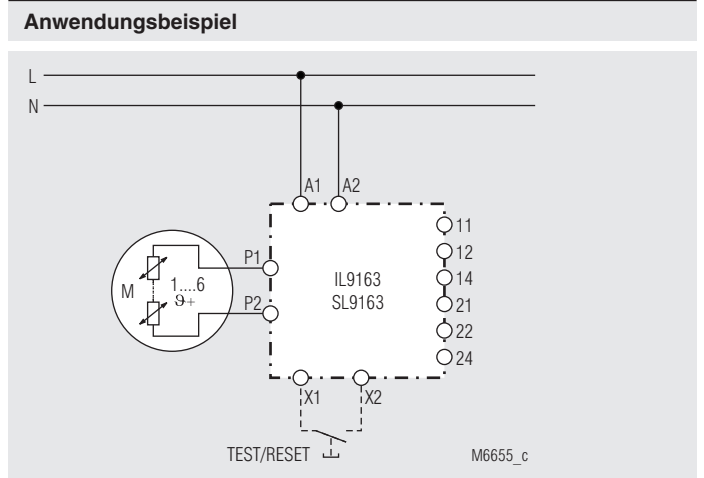 Anwendungsbeispiel
L
N
A1 A2
11
P1
12
IL9163
14
M
1....6
SL9163
ϑ+
P2
21
22
24
X1
X2
TEST/RESET
M6655_c